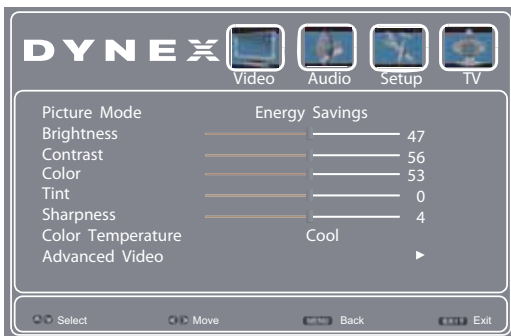 DYNEX
Video Audio Setup TV
Picture Mode Energy Savings
Brightness 47
Contrast 56
Color 53
Tint 0
Sharpness 4
Color Temperature Cool
Advanced Video
Select Move MENU Back EXIT Exit